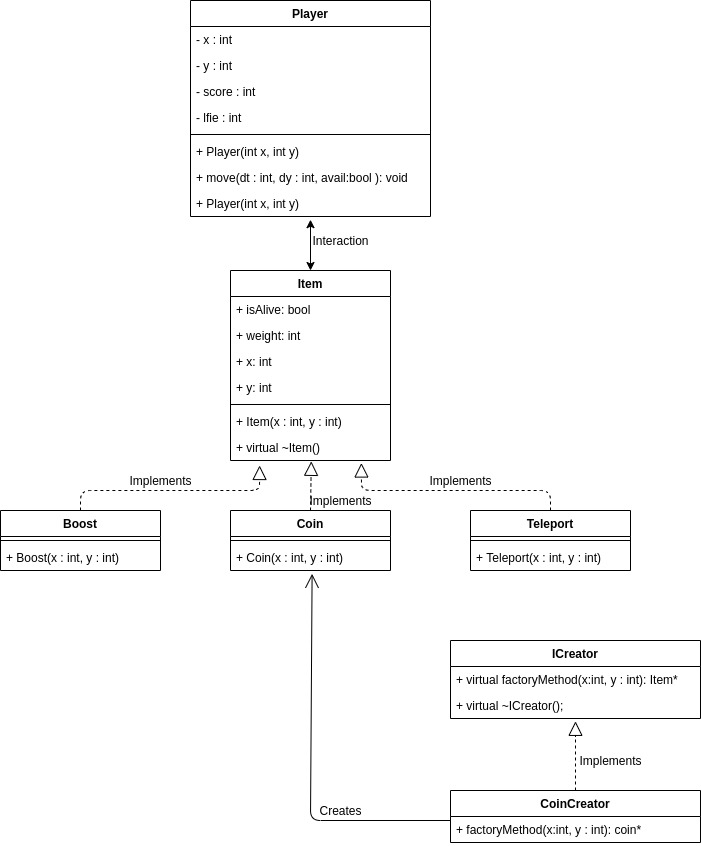 Player
- x : int
- y : int
- score : int
- lfie : int
+ Player(int x, int y)
+ move(dt : int, dy : int, avail:bool ): void
+ Player(int x, int y)
Interaction
Item
+ isAlive: bool
+ weight: int
+ x: int
+ y: int
+ Item(x : int, y : int)
+ virtual ~Item()
Implements
Implements
Implements
Boost
+ Boost(x : int, y : int)
Coin
+ Coin(x : int, y : int)
Teleport
+ Teleport(x : int, y : int)
ICreator
+ virtual factoryMethod(x:int, y : int): Item*
+ virtual ~ICreator();
Implements
Creates
CoinCreator
+ factoryMethod(x:int, y : int): coin*